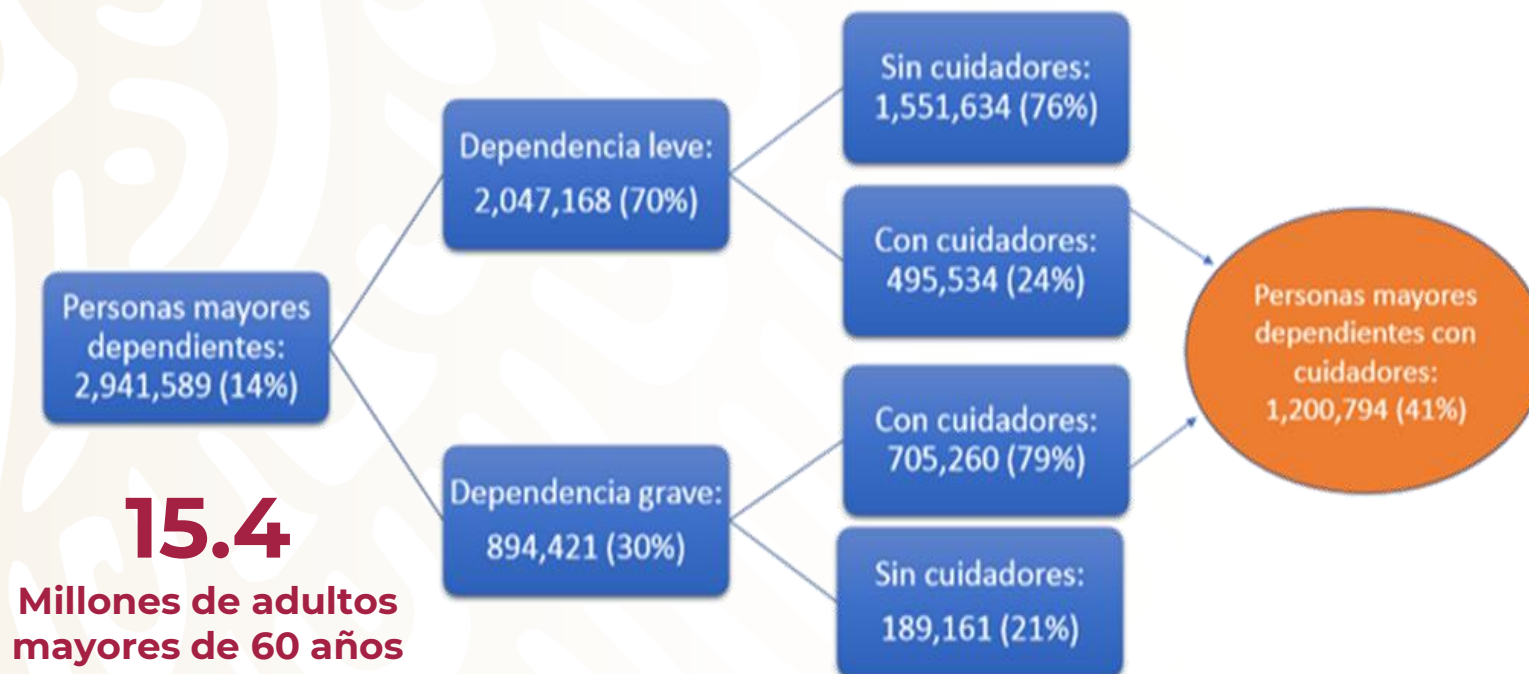 Personas mayores
dependientes:
2,941,589 (14%)
Dependencia leve:
2,047,168 (70%)
Dependencia grave:
894,421 (30%)
Sin cuidadores:
1,551,634 (76%)
Con cuidadores:
495,534 (24%)
Con cuidadores:
705,260 (79%)
Sin cuidadores:
189,161 (21%)
Personas mayores
dependientes con
cuidadores:
1,200,794 (41%)
15.4
Millones de adultos
mayores de 60 años